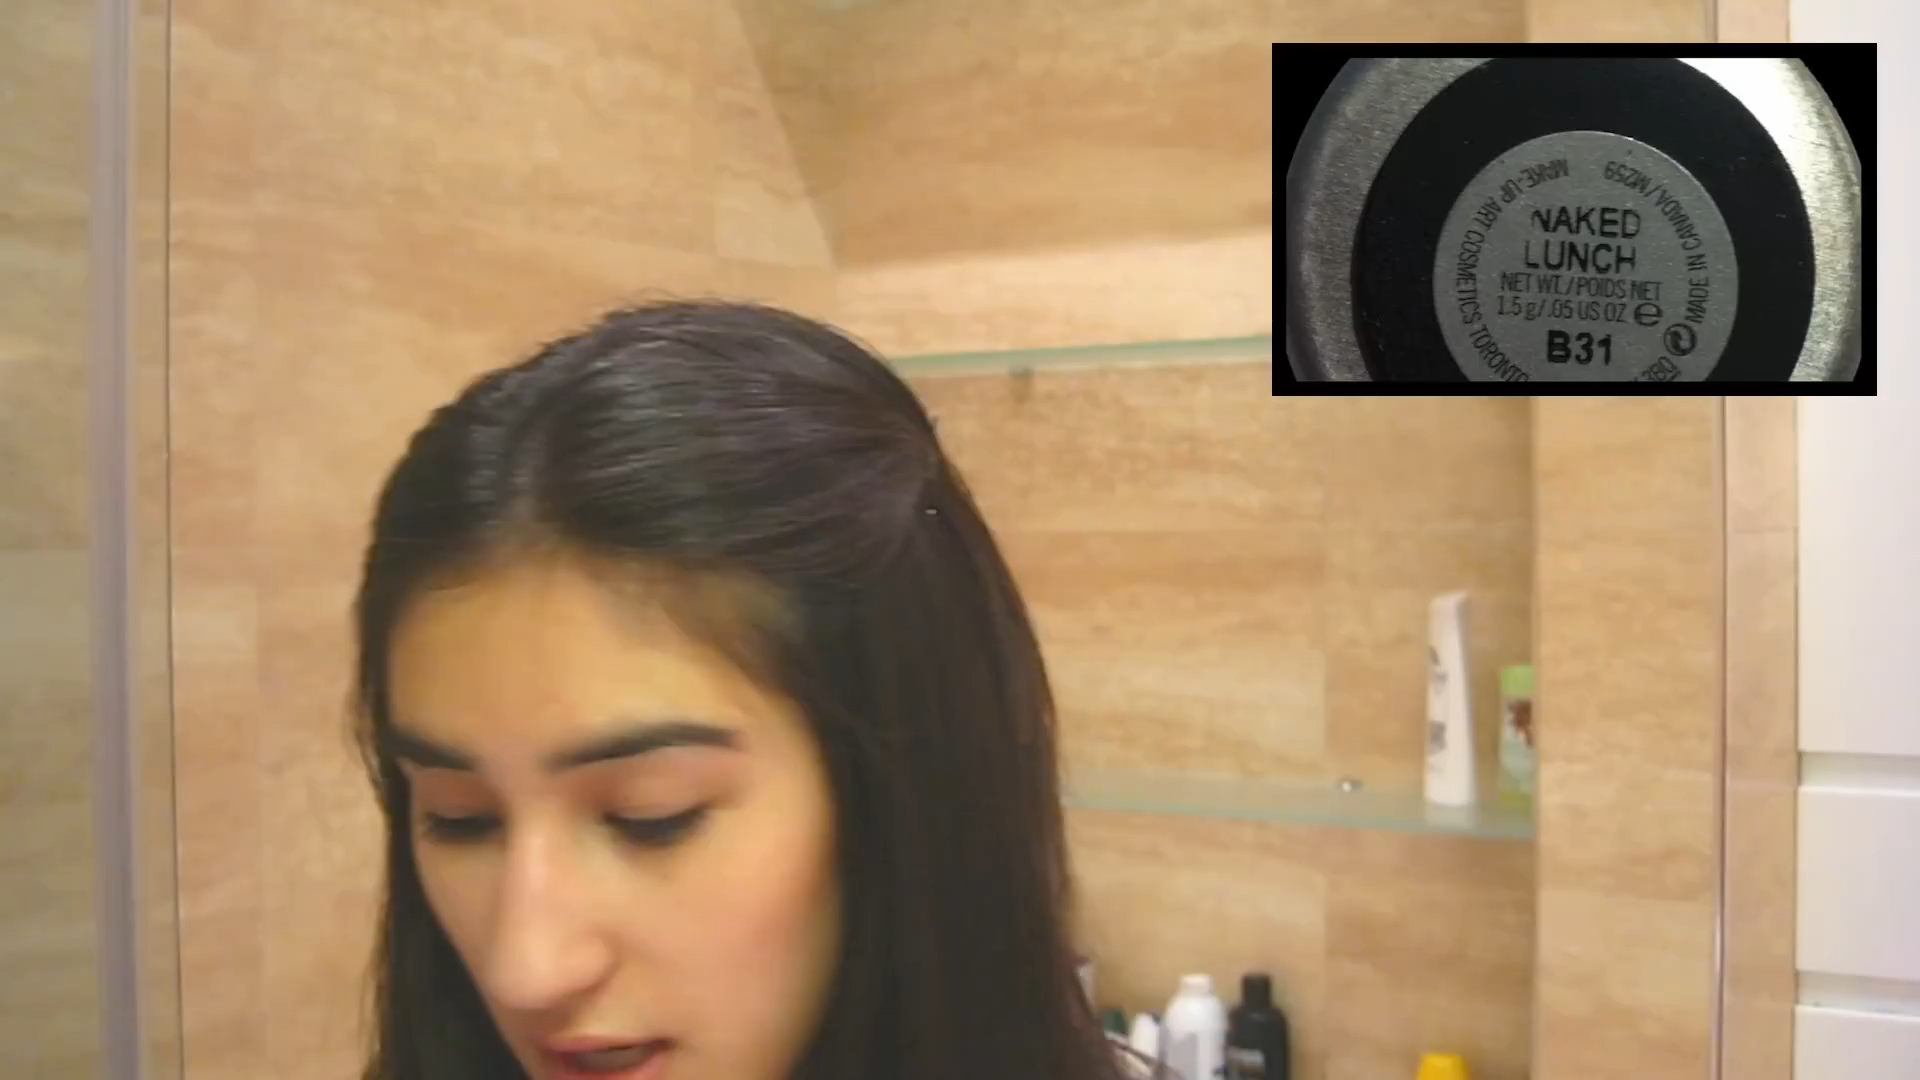 MAKE-UP ART COSMETICS TORONTO
MADE IN CANADA/MZ59
NAKED
LUNCH
NET WT./POIDS NET
1.5 g/.05 US OZ e
B31